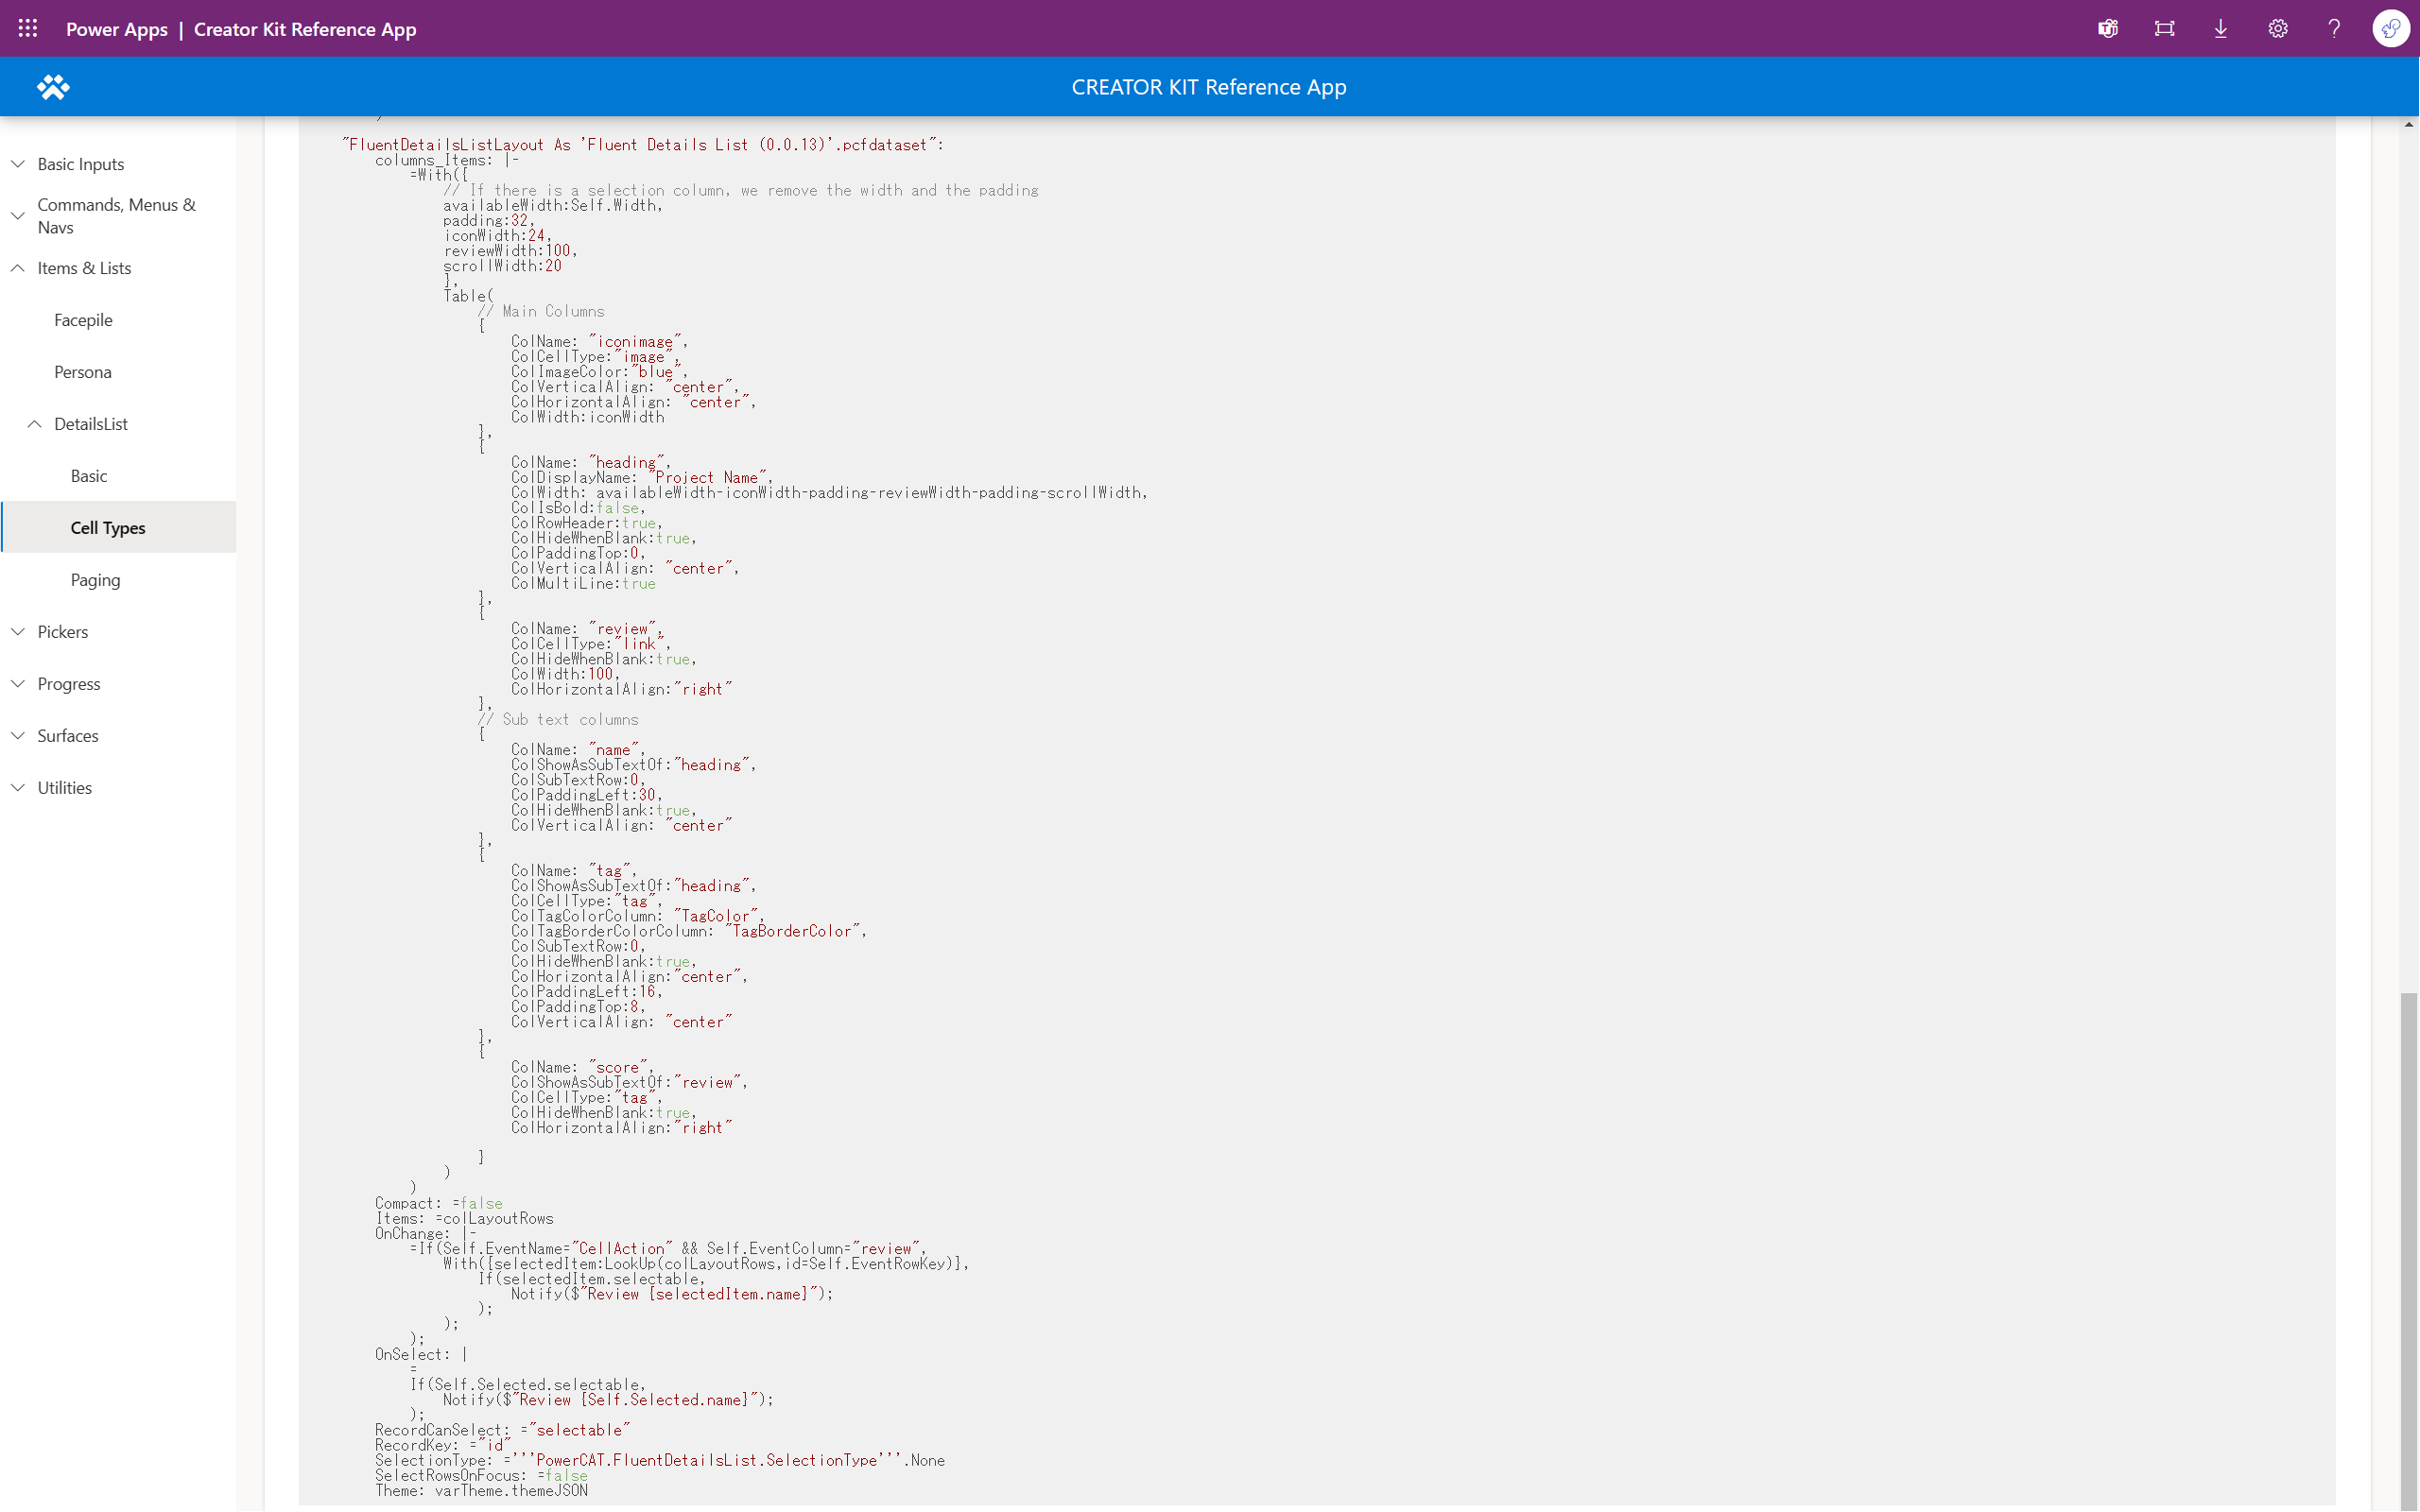 Power Apps | Creator Kit Reference App
CREATOR KIT Reference App
Basic Inputs
Commands, Menus &
Navs
Items & Lists
Facepile
Persona
DetailsList
Basic
Cell Types
Paging
Pickers
Progress
Surfaces
Utilities
"FluentDetailsListLayout As 'Fluent Details List (0.0.13)'.pcfdataset":
columns_Items: |-
=With({
// If there is a selection column, we remove the width and the padding
availableWidth:Self.Width,
padding:32,
iconWidth:24,
reviewWidth:100,
scrollWidth:20
},
Table(
// Main Columns
{
ColName: "iconimage",
ColCellType:"image",
ColImageColor:"blue",
ColVerticalAlign: "center",
ColHorizontalAlign: "center",
ColWidth:iconWidth
},
{
ColName: "heading",
ColDisplayName: "Project Name",
ColWidth: availableWidth-iconWidth-padding-reviewWidth-padding-scrollWidth,
ColIsBold:false,
ColRowHeader:true,
ColHideWhenBlank:true,
ColPaddingTop:0,
ColVerticalAlign: "center",
ColMultiLine:true
},
{
ColName: "review",
ColCellType:"link",
ColHideWhenBlank:true,
ColWidth:100,
ColHorizontalAlign:"right"
},
// Sub text columns
{
ColName: "name",
ColShowAsSubTextOf:"heading",
ColSubTextRow:0,
ColPaddingLeft:30,
ColHideWhenBlank:true,
ColVerticalAlign: "center"
},
{
ColName: "tag",
ColShowAsSubTextOf:"heading",
ColCellType:"tag",
ColTagColorColumn: "TagColor",
ColTagBorderColorColumn: "TagBorderColor",
ColSubTextRow:0,
ColHideWhenBlank:true,
ColHorizontalAlign:"center",
ColPaddingLeft:16,
ColPaddingTop:8,
ColVerticalAlign: "center"
},
{
ColName: "score",
ColShowAsSubTextOf:"review",
ColCellType:"tag",
ColHideWhenBlank:true,
ColHorizontalAlign:"right"
}
)
)
Compact: =false
Items: =colLayoutRows
OnChange: |-
=If(Self.EventName="CellAction" && Self.EventColumn="review",
With({selectedItem:LookUp(colLayoutRows,id=Self.EventRowKey)},
If(selectedItem.selectable,
Notify($"Review {selectedItem.name}");
);
);
);
OnSelect: |
=
If(Self.Selected.selectable,
Notify($"Review {Self.Selected.name}");
);
RecordCanSelect: ="selectable"
RecordKey: ="id"
SelectionType: ='''PowerCAT.FluentDetailsList.SelectionType'''.None
SelectRowsOnFocus: =false
Theme: varTheme.themeJSON